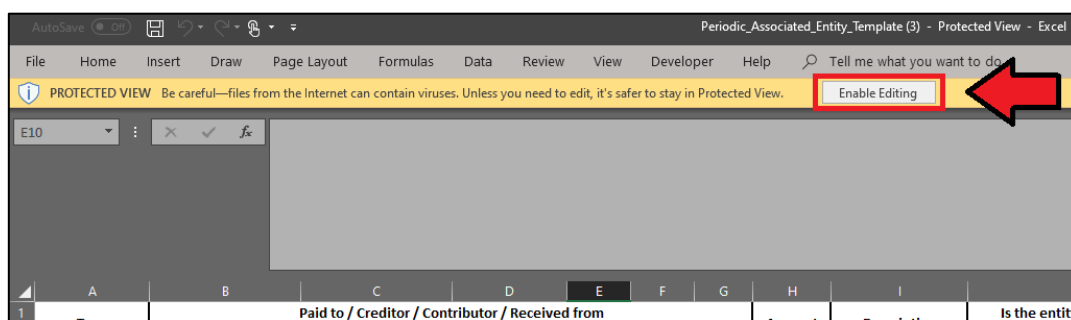 AutoSave Off Periodic_Associated_Entity_Template (3) - Protected View - Excel
File Home Insert Draw Page Layout Formulas Data Review View Developer Help Tell me what you want to do
PROTECTED VIEW Be careful—files from the Internet can contain viruses. Unless you need to edit, it's safer to stay in Protected View. Enable Editing
E10 fx
A B C D E F G H I
1 Paid to / Creditor / Contributor / Received from Is the entit